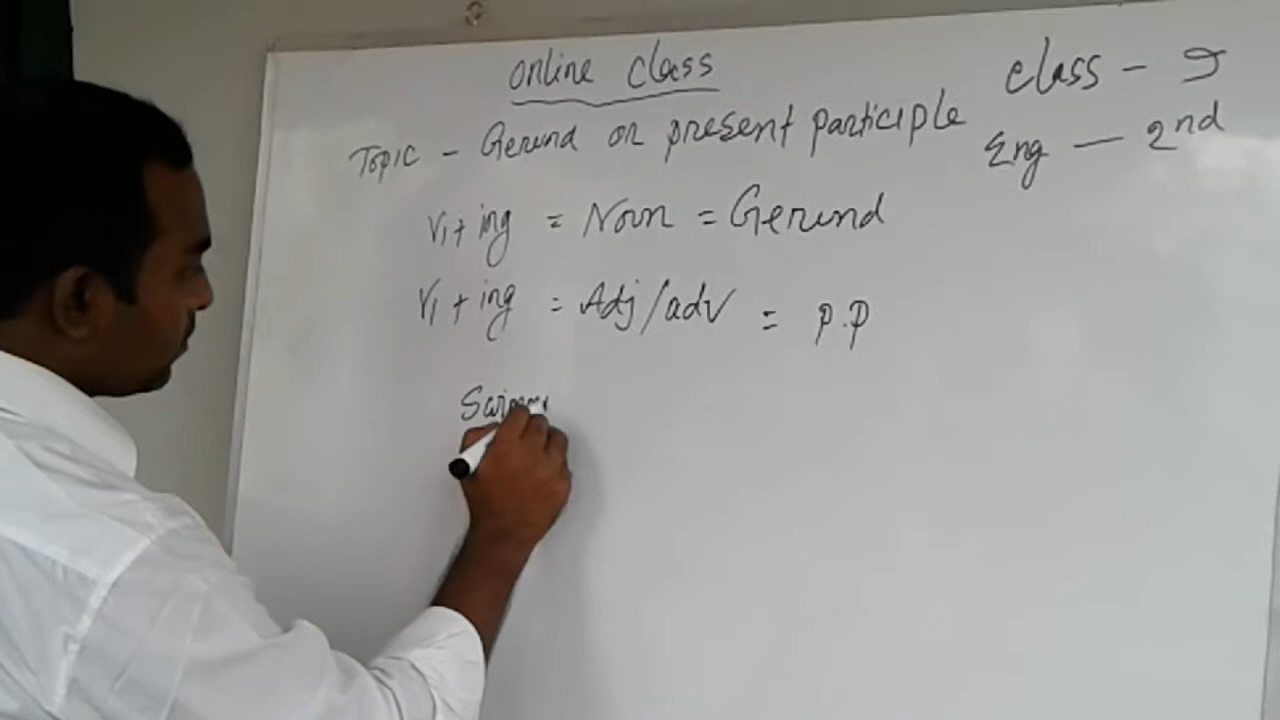 Online Class
Class - 9
Topic - Gerund or present participle
Eng - 2nd
V1 + ing = Noun = Gerund
V1 + ing = Adj/adv = P.P